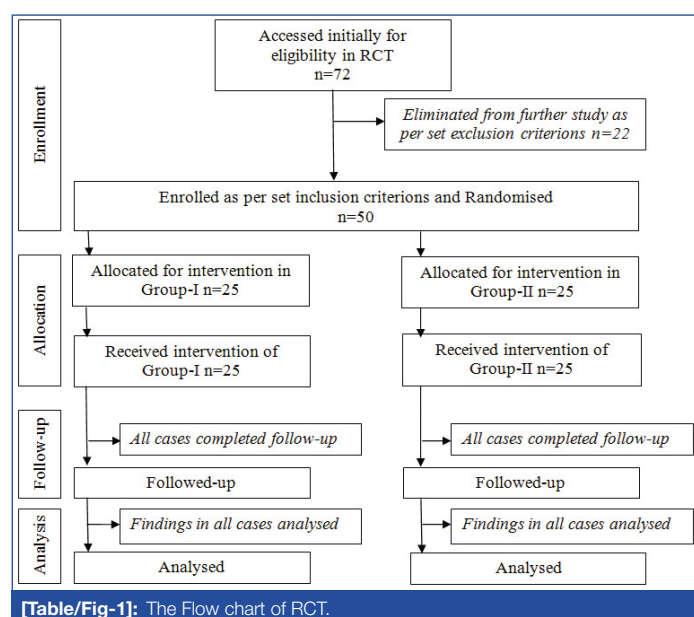 Enrollment
Accessed initially for
eligibility in RCT
n=72
Eliminated from further study as
per set exclusion criterions n=22
Enrolled as per set inclusion criterions and Randomised
n=50
Allocation
Allocated for intervention in
Group-I n=25
Allocated for intervention in
Group-II n=25
Received intervention of
Group-I n=25
Received intervention of
Group-II n=25
Follow-up
All cases completed follow-up
All cases completed follow-up
Followed-up
Followed-up
Analysis
Findings in all cases analysed
Findings in all cases analysed
Analysed
Analysed
[Table/Fig-1]: The Flow chart of RCT.